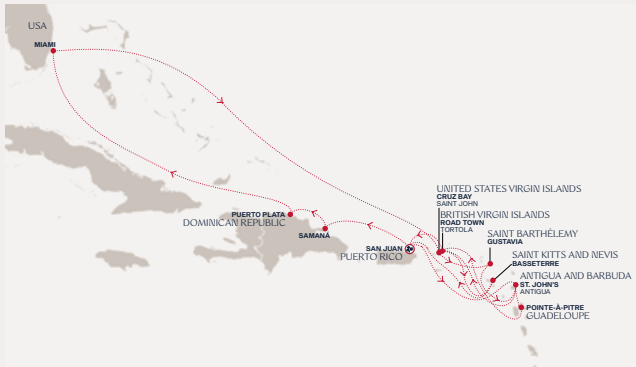 USA
MIAMI
UNITED STATES VIRGIN ISLANDS
CRUZ BAY
SAINT JOHN
BRITISH VIRGIN ISLANDS
ROAD TOWN
TORTOLA
PUERTO PLATA
DOMINICAN REPUBLIC
SAMANÁ
SAN JUAN
PUERTO RICO
SAINT BARTHÉLEMY
GUSTAVIA
SAINT KITTS AND NEVIS
BASSETERRE
ANTIGUA AND BARBUDA
ST. JOHN'S
ANTIGUA
POINTE-À-PITRE
GUADELOUPE